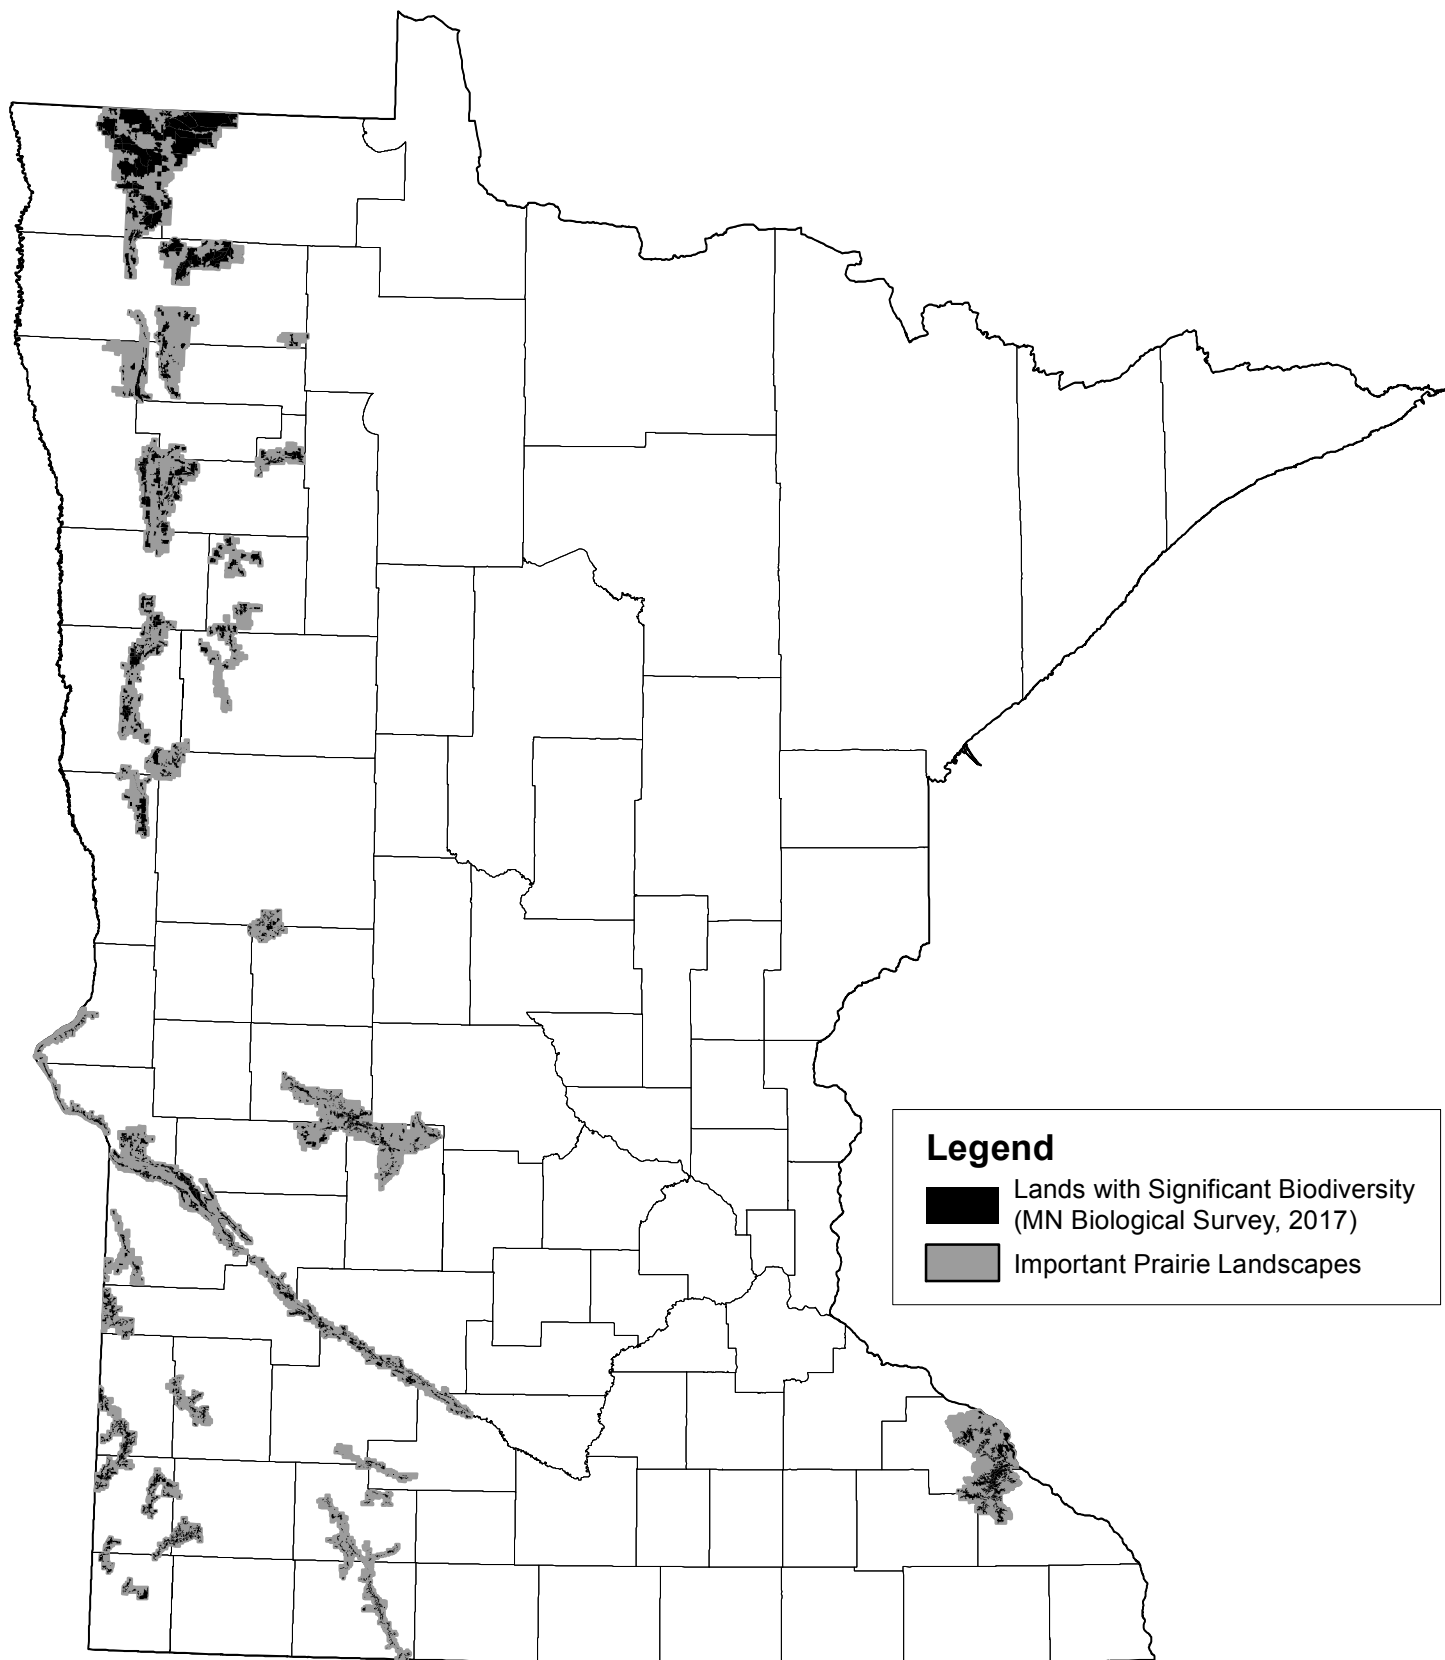 Legend
Lands with Significant Biodiversity
(MN Biological Survey, 2017)
Important Prairie Landscapes